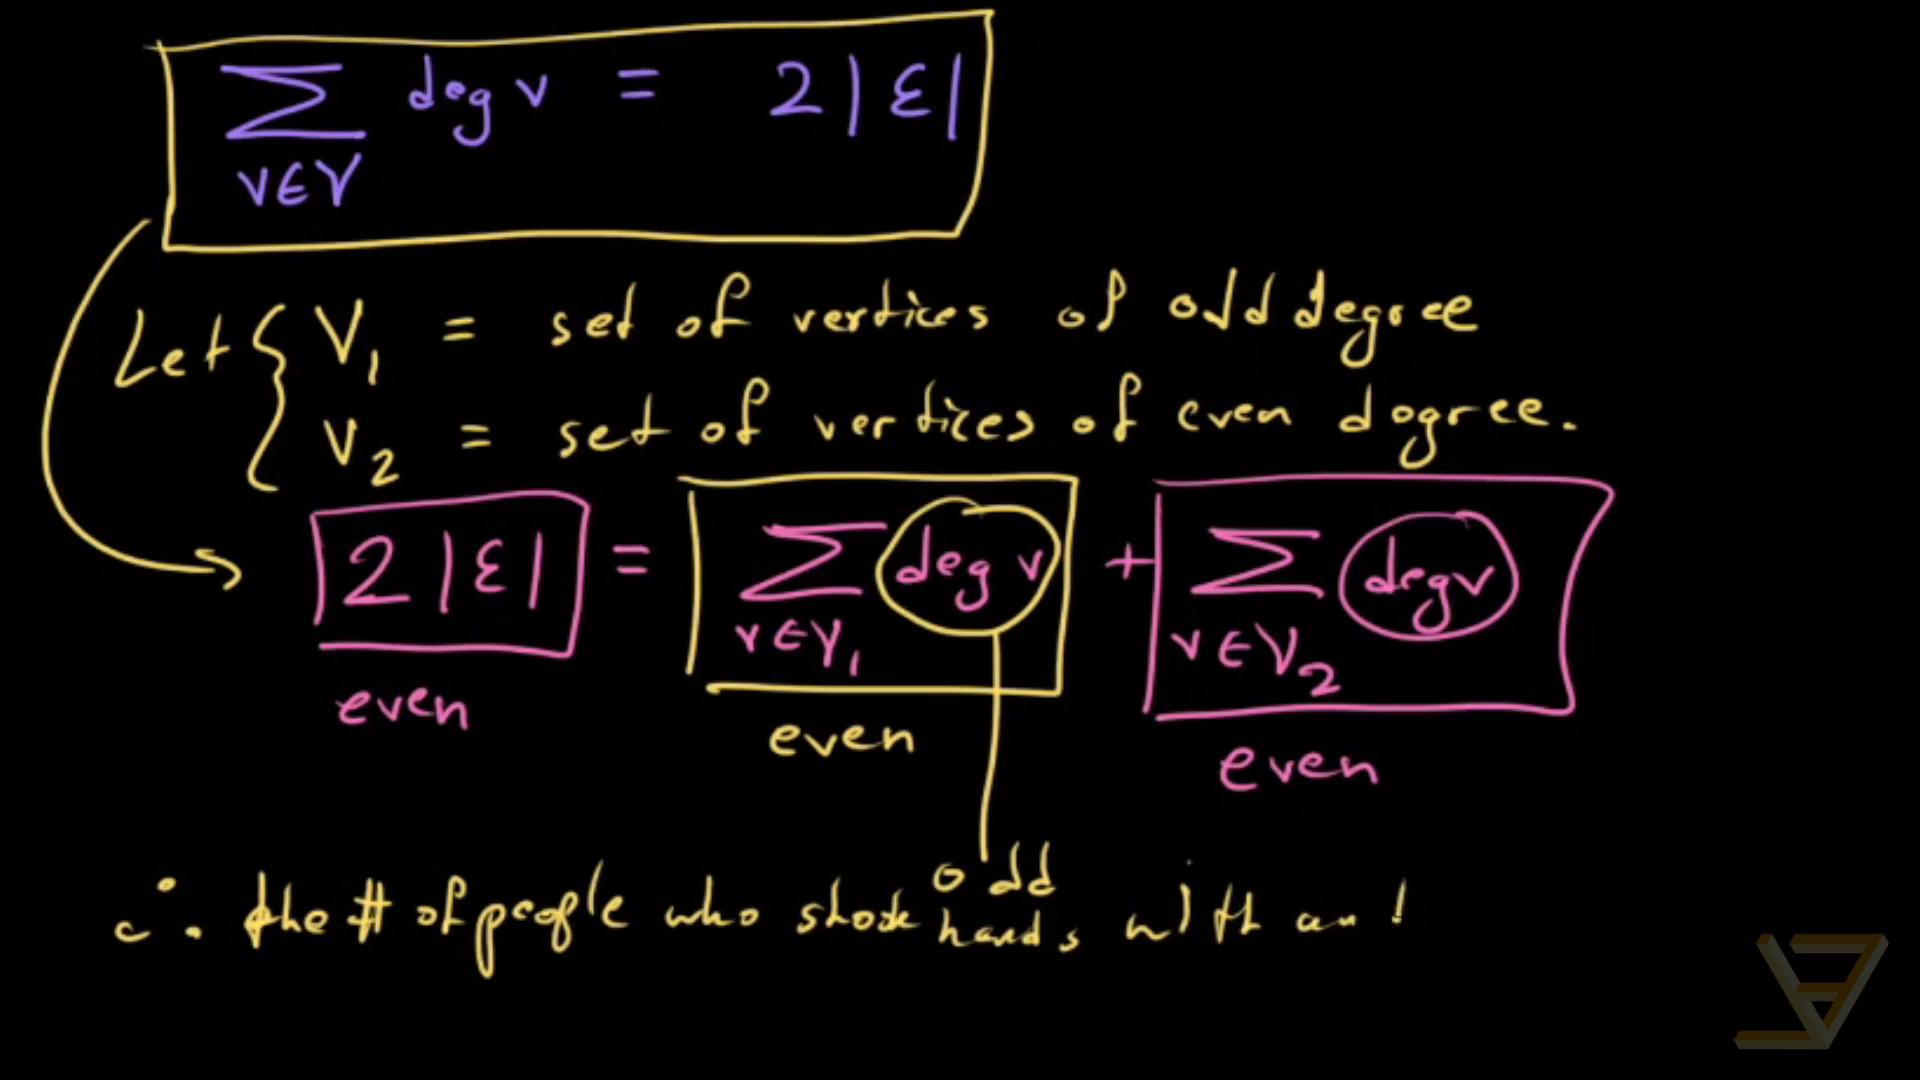 ∑ deg v = 2|E|
v∈V
Let { V₁ = set of vertices of odd degree
V₂ = set of vertices of even dogree.
2|E| = ∑ deg v + ∑ deg v
v∈V₁ v∈V₂
even even even
odd
∴ the # of people who shook hands with an